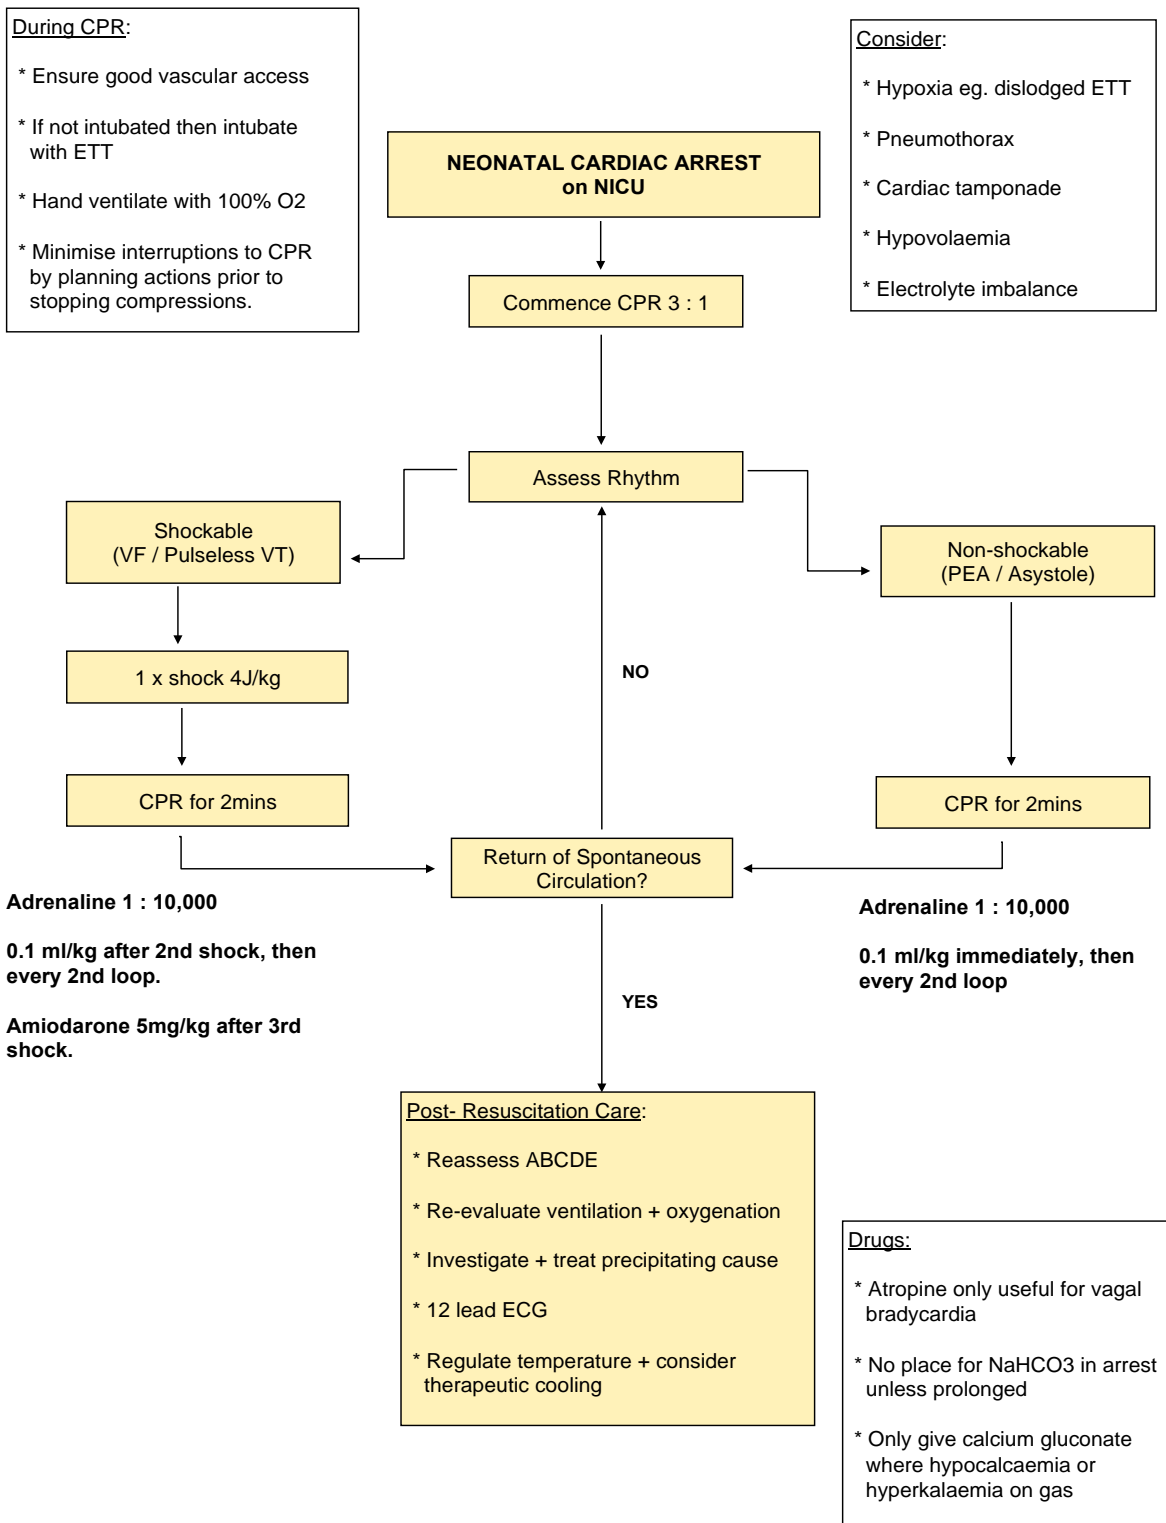 During CPR:
* Ensure good vascular access
* If not intubated then intubate
with ETT
* Hand ventilate with 100% O2
* Minimise interruptions to CPR
by planning actions prior to
stopping compressions.
Consider:
* Hypoxia eg. dislodged ETT
* Pneumothorax
* Cardiac tamponade
* Hypovolaemia
* Electrolyte imbalance
NEONATAL CARDIAC ARREST
on NICU
Commence CPR 3 : 1
Assess Rhythm
Shockable
(VF / Pulseless VT)
Non-shockable
(PEA / Asystole)
1 x shock 4J/kg
NO
CPR for 2mins
CPR for 2mins
Return of Spontaneous
Circulation?
Adrenaline 1 : 10,000
0.1 ml/kg after 2nd shock, then
every 2nd loop.
Amiodarone 5mg/kg after 3rd
shock.
Adrenaline 1 : 10,000
0.1 ml/kg immediately, then
every 2nd loop
YES
Post- Resuscitation Care:
* Reassess ABCDE
* Re-evaluate ventilation + oxygenation
* Investigate + treat precipitating cause
* 12 lead ECG
* Regulate temperature + consider
therapeutic cooling
Drugs:
* Atropine only useful for vagal
bradycardia
* No place for NaHCO3 in arrest
unless prolonged
* Only give calcium gluconate
where hypocalcaemia or
hyperkalaemia on gas